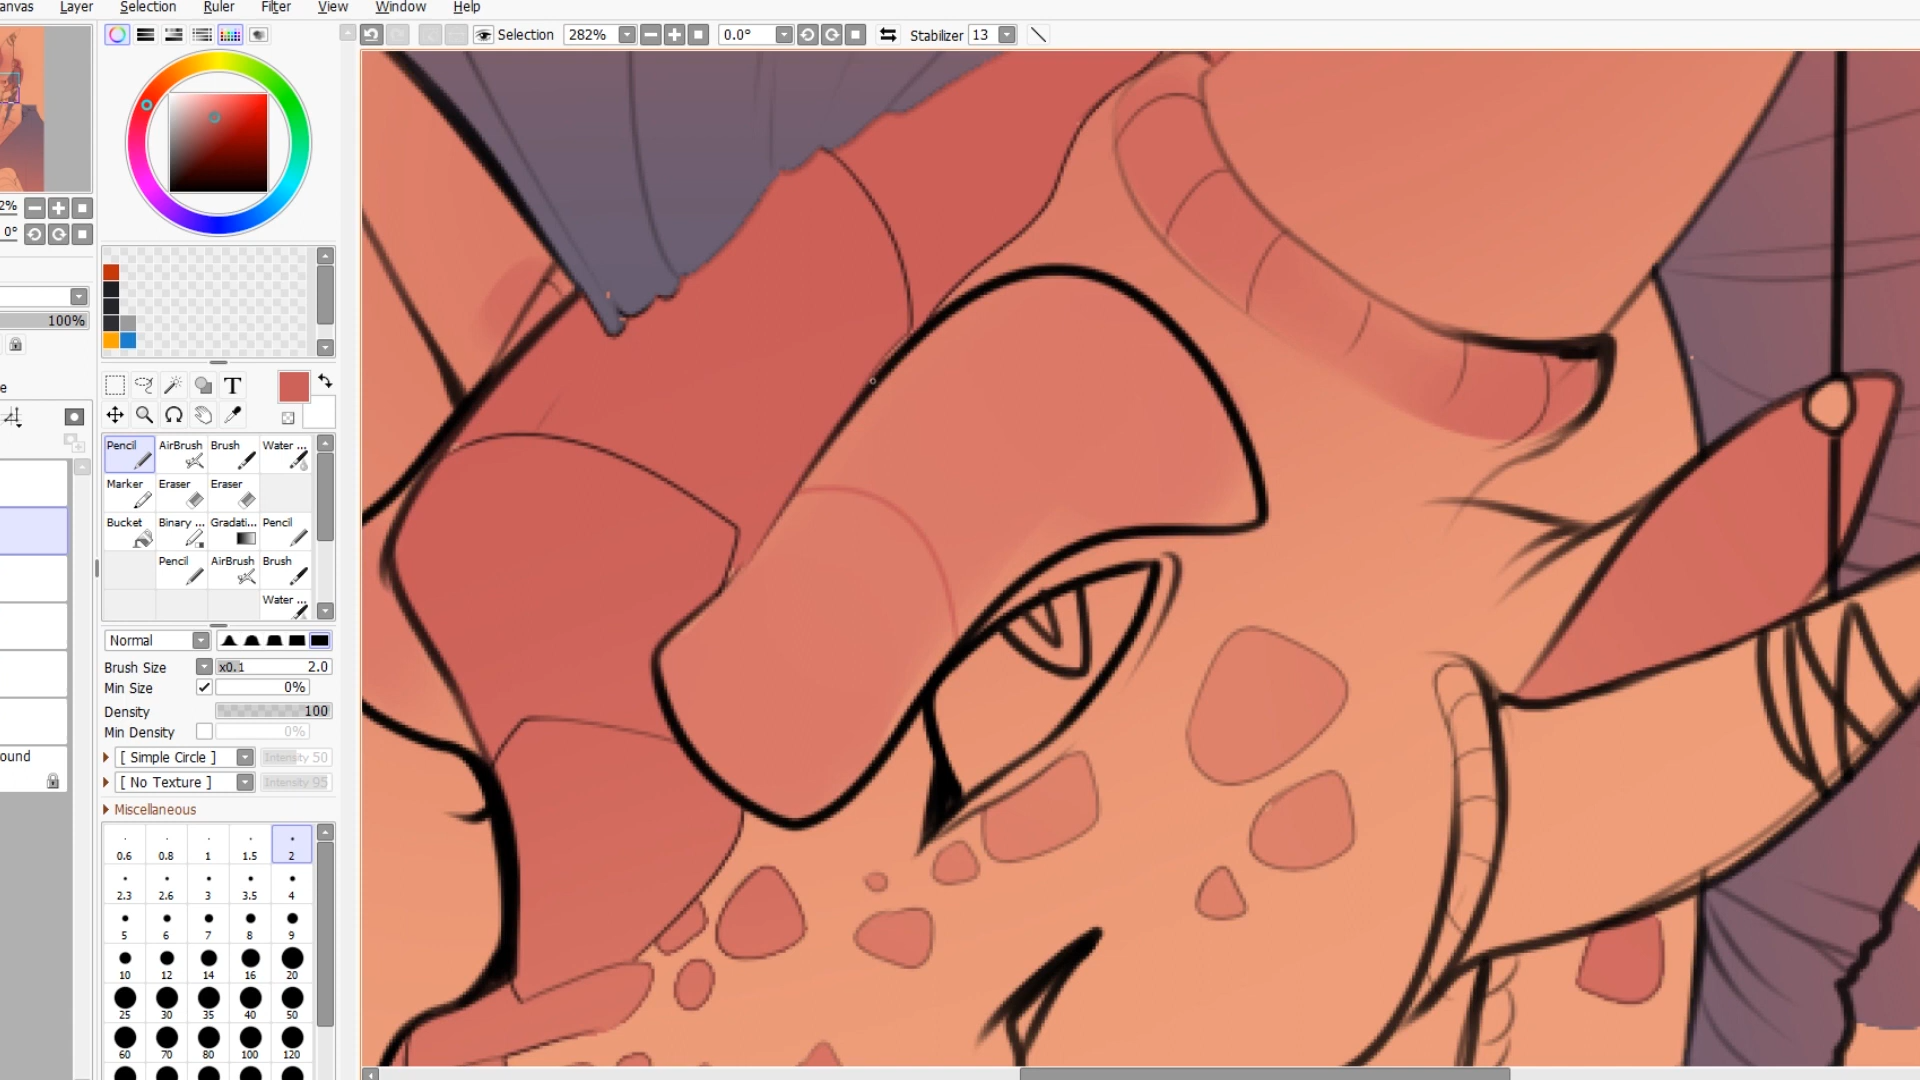 anvas Layer Selection Ruler Filter View Window Help
Selection 282% 0.0° Stabilizer 13
2%
0°
100%
e
T
Pencil AirBrush Brush Water ...
Marker Eraser Eraser
Bucket Binary ... Gradati... Pencil
Pencil AirBrush Brush
Water ...
Normal
Brush Size x0.1 2.0
Min Size 0%
Density 100
Min Density 0%
[ Simple Circle ] Intensity 50
[ No Texture ] Intensity 95
ound
Miscellaneous
0.6 0.8 1 1.5 2
2.3 2.6 3 3.5 4
5 6 7 8 9
10 12 14 16 20
25 30 35 40 50
60 70 80 100 120